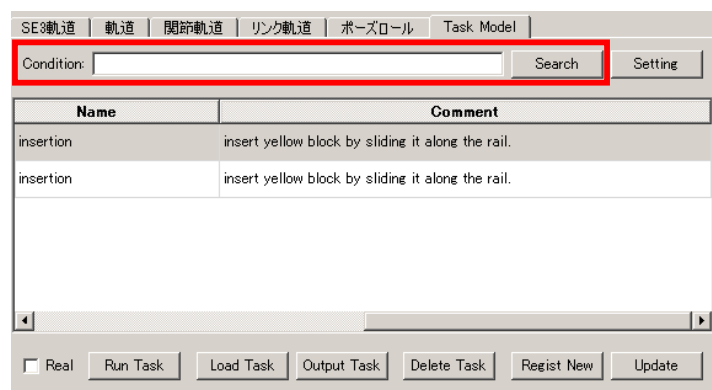 SE3軌道 軌道 関節軌道 リンク軌道 ポーズロール Task Model
Condition: Search Setting
Name Comment
insertion insert yellow block by sliding it along the rail.
insertion insert yellow block by sliding it along the rail.
Real Run Task Load Task Output Task Delete Task Regist New Update